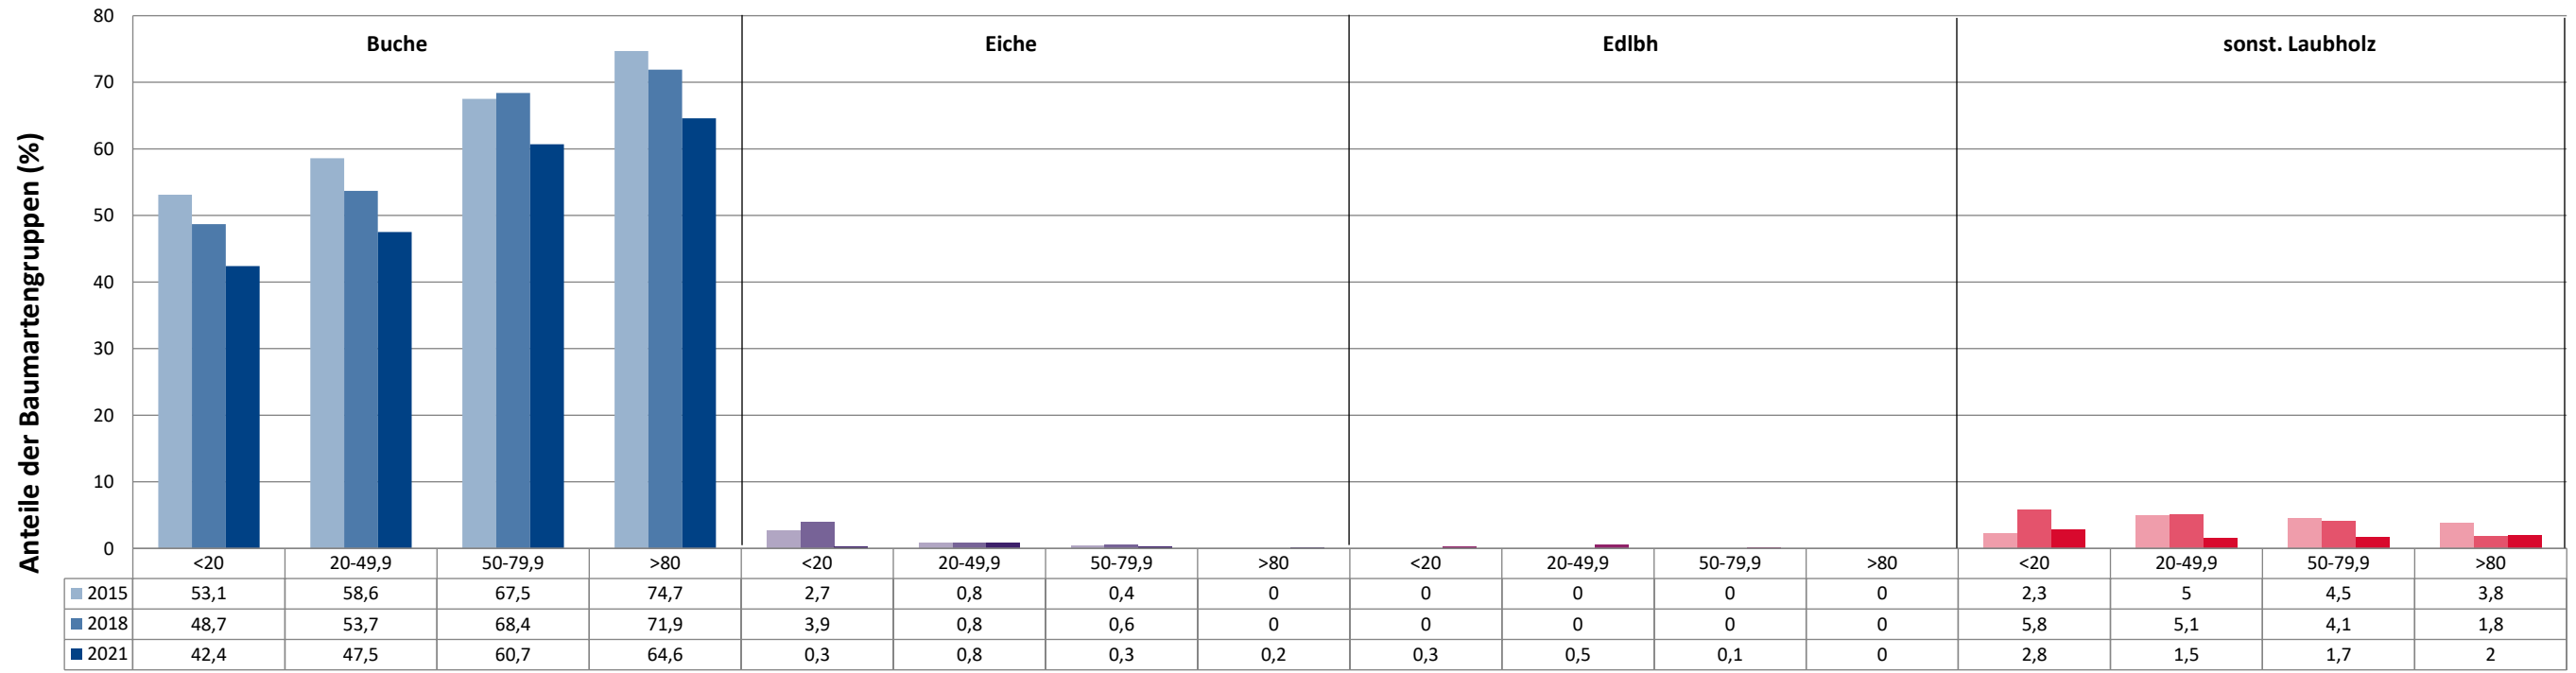 Anteile der Baumartengruppen (%)
80
70
60
50
40
30
20
10
0
Buche Eiche Edlbh sonst. Laubholz
<20 20-49,9 50-79,9 >80 <20 20-49,9 50-79,9 >80 <20 20-49,9 50-79,9 >80 <20 20-49,9 50-79,9 >80
2015 53,1 58,6 67,5 74,7 2,7 0,8 0,4 0 0 0 0 0 2,3 5 4,5 3,8
2018 48,7 53,7 68,4 71,9 3,9 0,8 0,6 0 0 0 0 0 5,8 5,1 4,1 1,8
2021 42,4 47,5 60,7 64,6 0,3 0,8 0,3 0,2 0,3 0,5 0,1 0 2,8 1,5 1,7 2